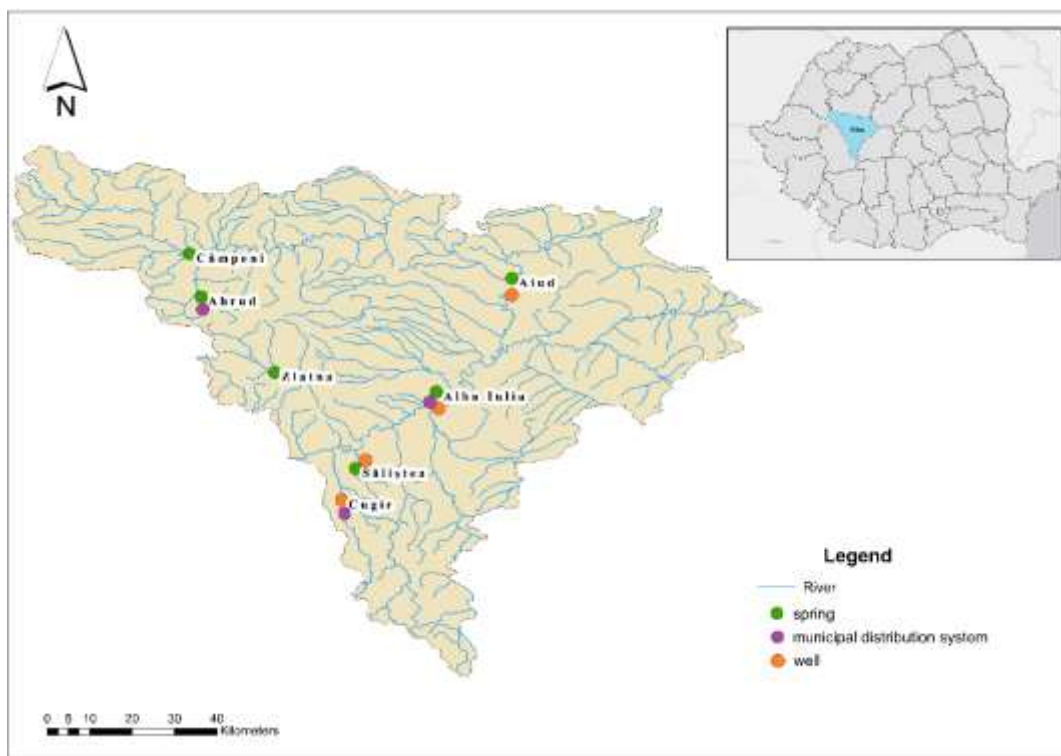 N
Câmpeni
Abrud
Zlatna
Aiud
Alba Iulia
Săliștea
Cugir
Alba
Legend
River
spring
municipal distribution system
well
0 5 10 20 30 40
Kilometers